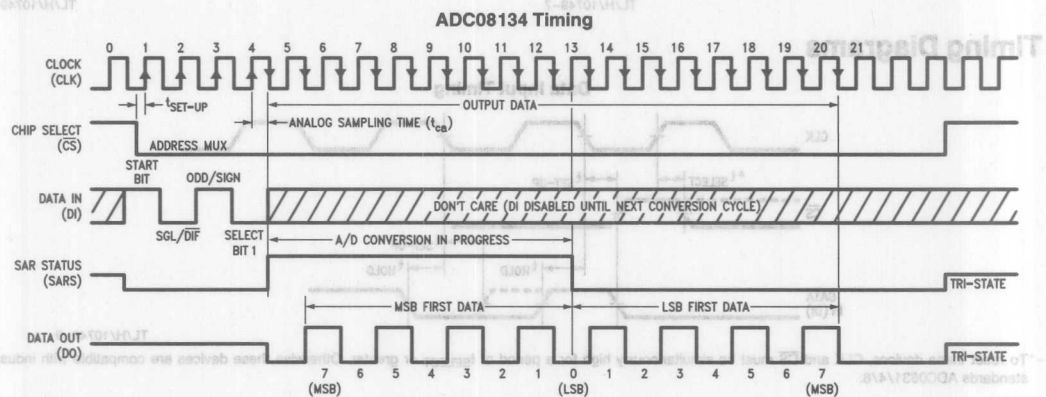 ADC08134 Timing
0 1 2 3 4 5 6 7 8 9 10 11 12 13 14 15 16 17 18 19 20 21
CLOCK
(CLK)
tSET-UP
OUTPUT DATA
CHIP SELECT
(CS)
ADDRESS MUX
ANALOG SAMPLING TIME (tca)
START
BIT
ODD/SIGN
DATA IN
(DI)
DON'T CARE (DI DISABLED UNTIL NEXT CONVERSION CYCLE)
SGL/DIF
SELECT
BIT 1
A/D CONVERSION IN PROGRESS
SAR STATUS
(SARS)
TRI-STATE
MSB FIRST DATA
LSB FIRST DATA
DATA OUT
(DO)
TRI-STATE
7 6 5 4 3 2 1 0 1 2 3 4 5 6 7
(MSB) (LSB) (MSB)
Timing Diagrams